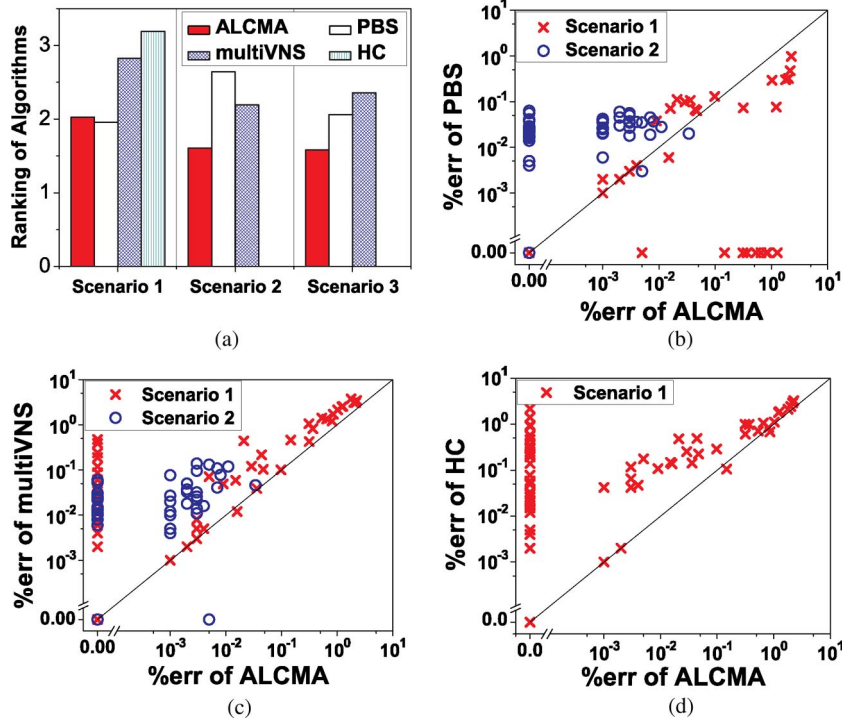 ALCMA PBS
multiVNS HC
Ranking of Algorithms
3
2
1
0
Scenario 1 Scenario 2 Scenario 3
(a)
Scenario 1
Scenario 2
%err of PBS
10^0
10^-1
10^-2
10^-3
0.00
0.00 10^-3 10^-2 10^-1 10^0 10^1
%err of ALCMA
(b)
10^1
Scenario 1
Scenario 2
%err of multiVNS
10^0
10^-1
10^-2
10^-3
0.00
0.00 10^-3 10^-2 10^-1 10^0 10^1
%err of ALCMA
(c)
10^1
Scenario 1
%err of HC
10^0
10^-1
10^-2
10^-3
0.0
0.0 10^-3 10^-2 10^-1 10^0 10^1
%err of ALCMA
(d)